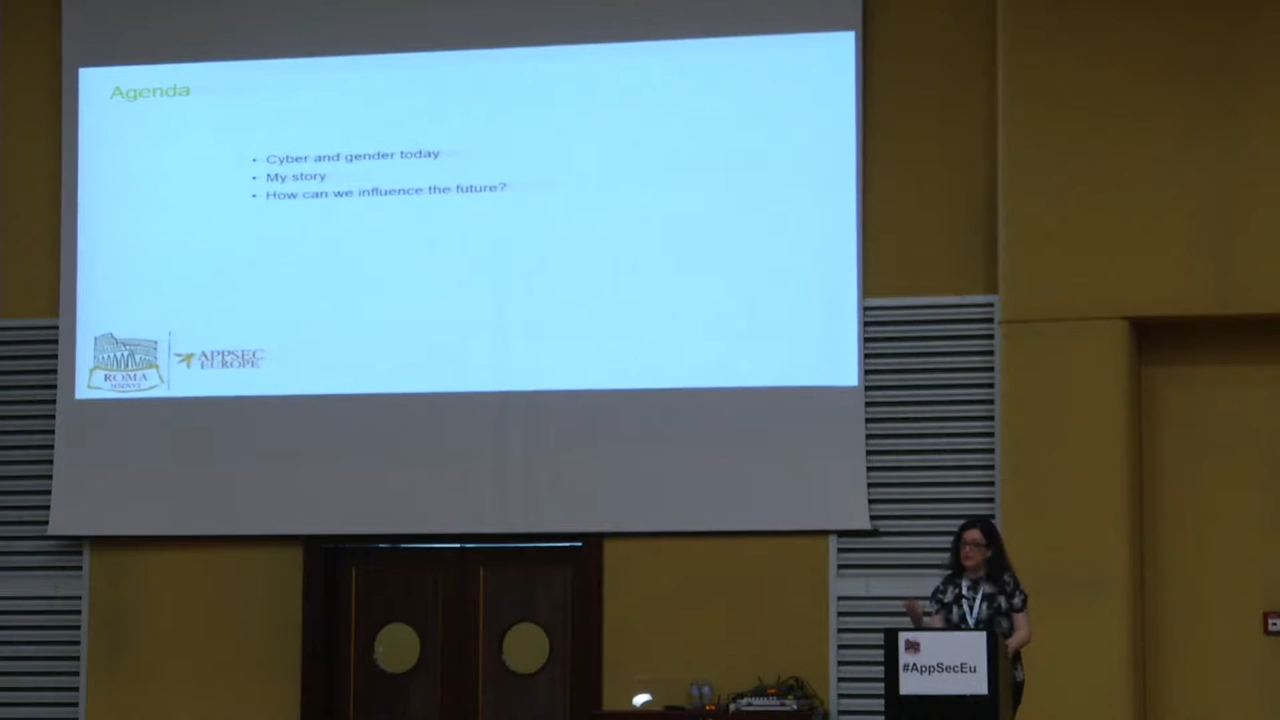 Agenda
• Cyber and gender today
• My story
• How can we influence the future?
ROMA
APPSEC
EUROPE
#AppSecEu